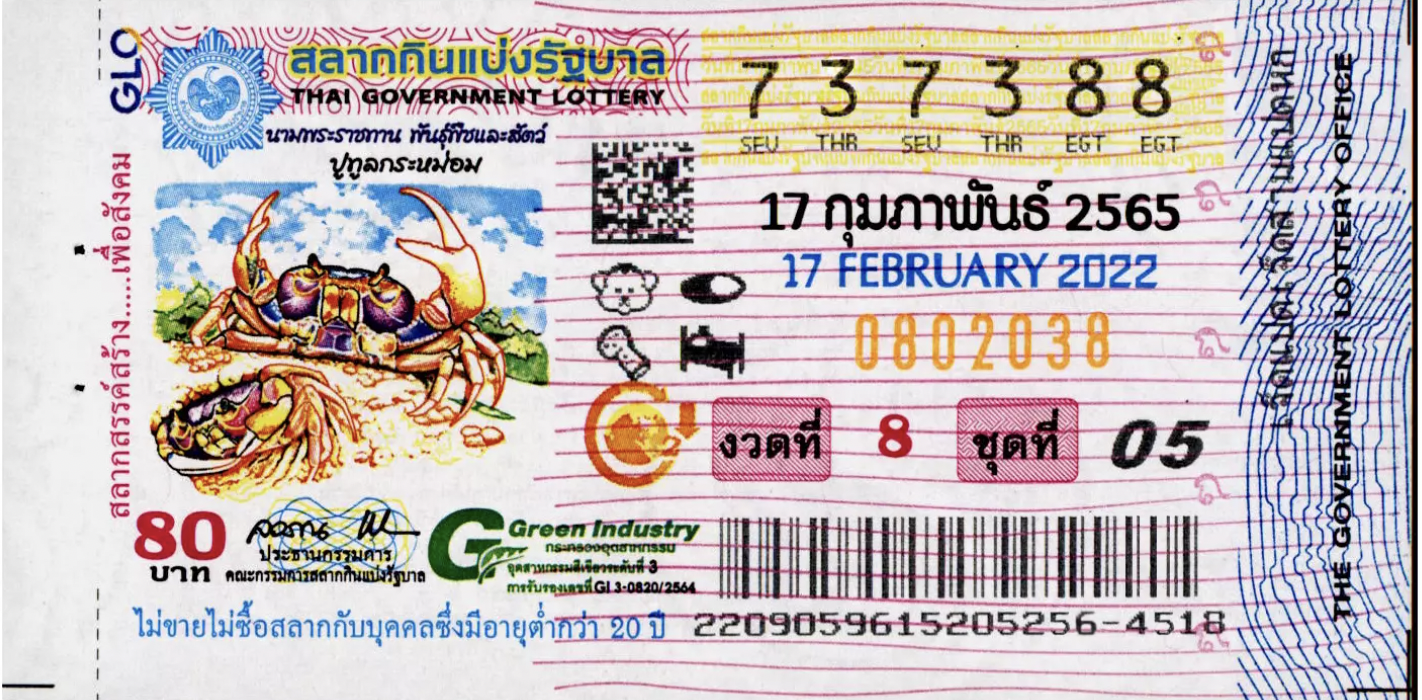 GLO
สลากกินแบ่งรัฐบาล
THAI GOVERNMENT LOTTERY
นามพระราชทาน พันธุ์พืชและสัตว์
ปูทูลกระหม่อม
สลากสรรค์สร้าง.....เพื่อสังคม
7 3 7 3 8 8
SEV THR SEV THR EGT EGT
17 กุมภาพันธ์ 2565
17 FEBRUARY 2022
0802038
งวดที่ 8 ชุดที่ 05
80
บาท
ประธานกรรมการ
คณะกรรมการสลากกินแบ่งรัฐบาล
G Green Industry
กระทรวงอุตสาหกรรม
อุตสาหกรรมสีเขียวระดับที่ 3
การรับรองเลขที่ GI 3-0820/2564
ไม่ขายไม่ซื้อสลากกับบุคคลซึ่งมีอายุต่ำกว่า 20 ปี
2209059615205256-4518
THE GOVERNMENT LOTTERY OFFICE